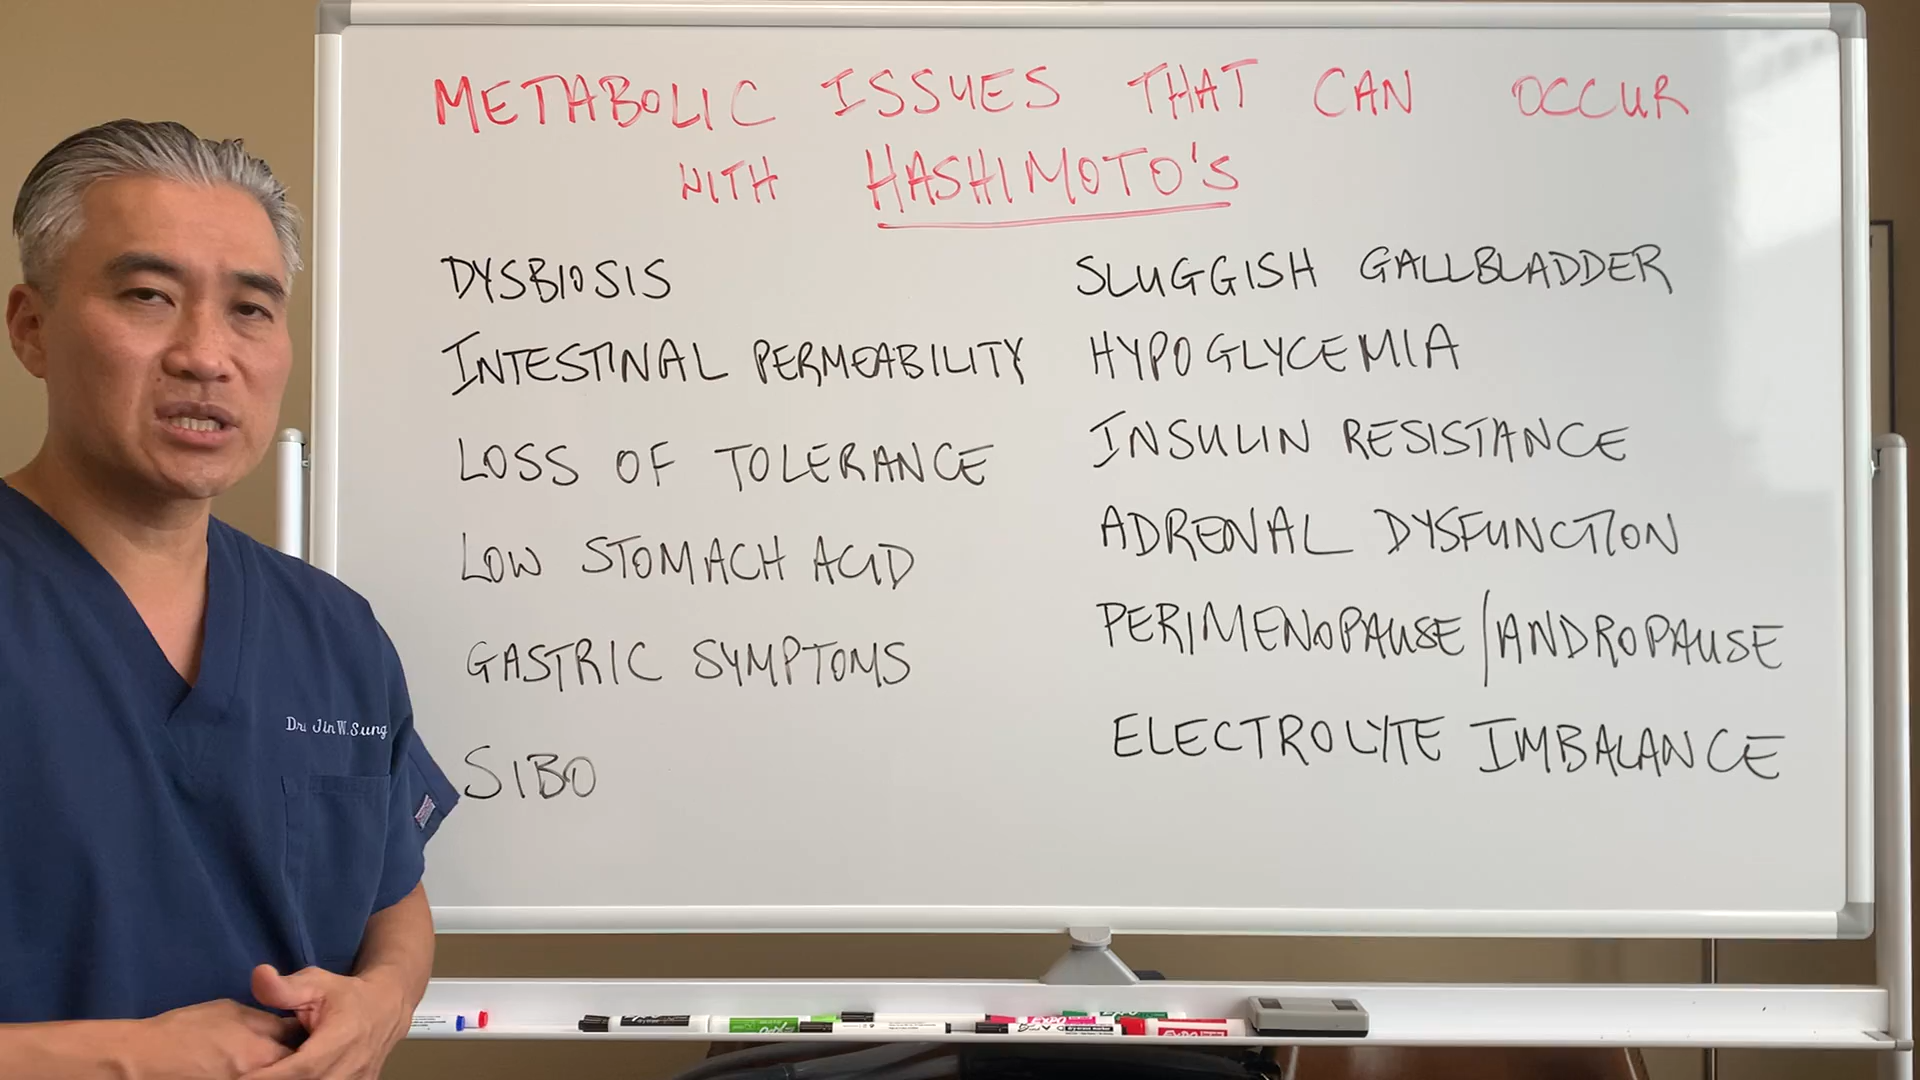 METABOLIC ISSUES THAT CAN OCCUR
WITH HASHIMOTO'S
DYSBIOSIS
INTESTINAL PERMEABILITY
LOSS OF TOLERANCE
LOW STOMACH ACID
GASTRIC SYMPTOMS
SIBO
SLUGGISH GALLBLADDER
HYPOGLYCEMIA
INSULIN RESISTANCE
ADRENAL DYSFUNCTION
PERIMENOPAUSE/ANDROPAUSE
ELECTROLYTE IMBALANCE
Dr. Jin W. Sung
EXPO